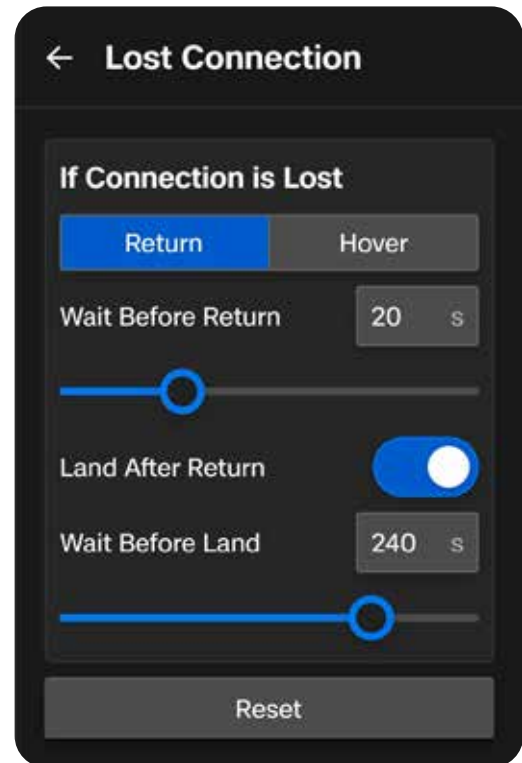 ← Lost Connection
If Connection is Lost
Return Hover
Wait Before Return 20 s
Land After Return
Wait Before Land 240 s
Reset